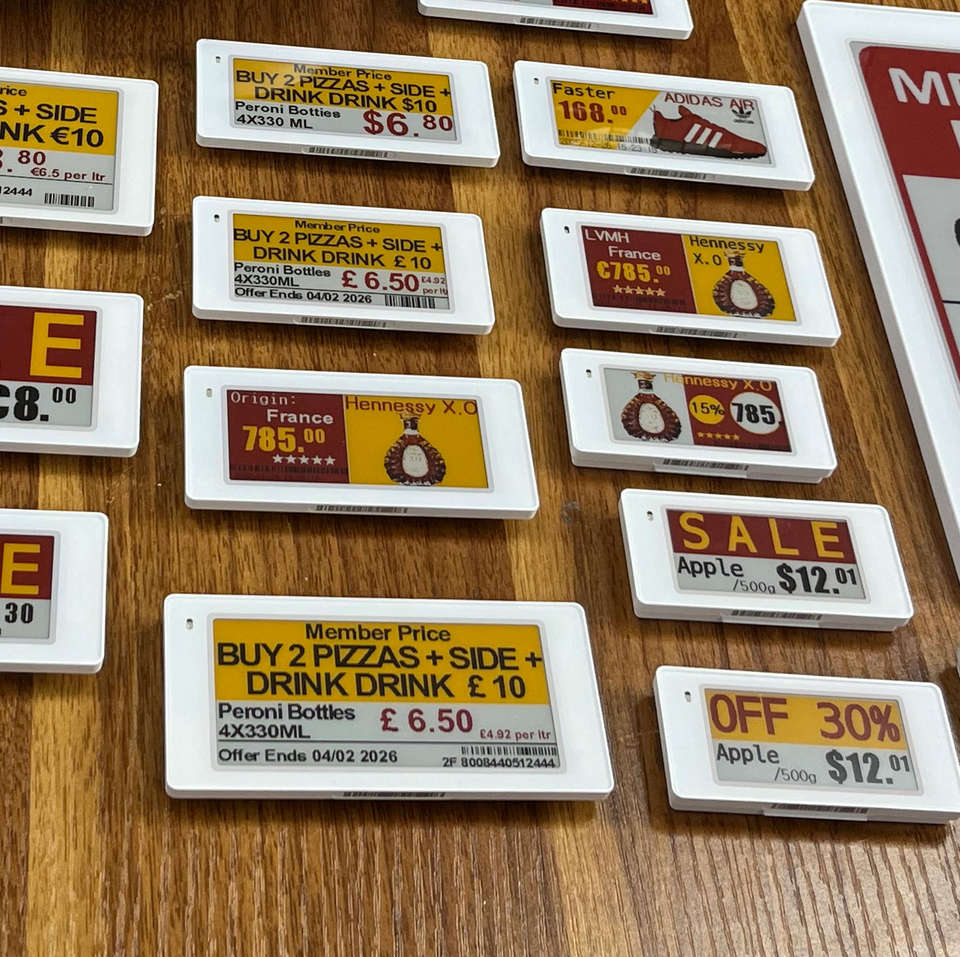 Member Price
BUY 2 PIZZAS + SIDE +
DRINK DRINK $10
Peroni Bottles
4X330 ML
$6.80
Faster
168.00
ADIDAS AIR
adidas
+ SIDE
€10
.80
€6.5 per ltr
12444
Member Price
BUY 2 PIZZAS + SIDE +
DRINK DRINK £10
Peroni Bottles
4X330ML
£6.50
£4.92
Offer Ends 04/02 2026
LVMH
France
€785.00
★★★★★
Hennessy
X.O
E
€8.00
Origin:
France
785.00
★★★★★
Hennessy X.O
Hennessy X.O
15%
785
★★★★★
SALE
Apple
/500g
$12.01
E
30
Member Price
BUY 2 PIZZAS + SIDE +
DRINK DRINK £10
Peroni Bottles
4X330ML
£6.50
£4.92 per ltr
Offer Ends 04/02 2026
2F 8008440512444
OFF 30%
Apple
/500g
$12.01